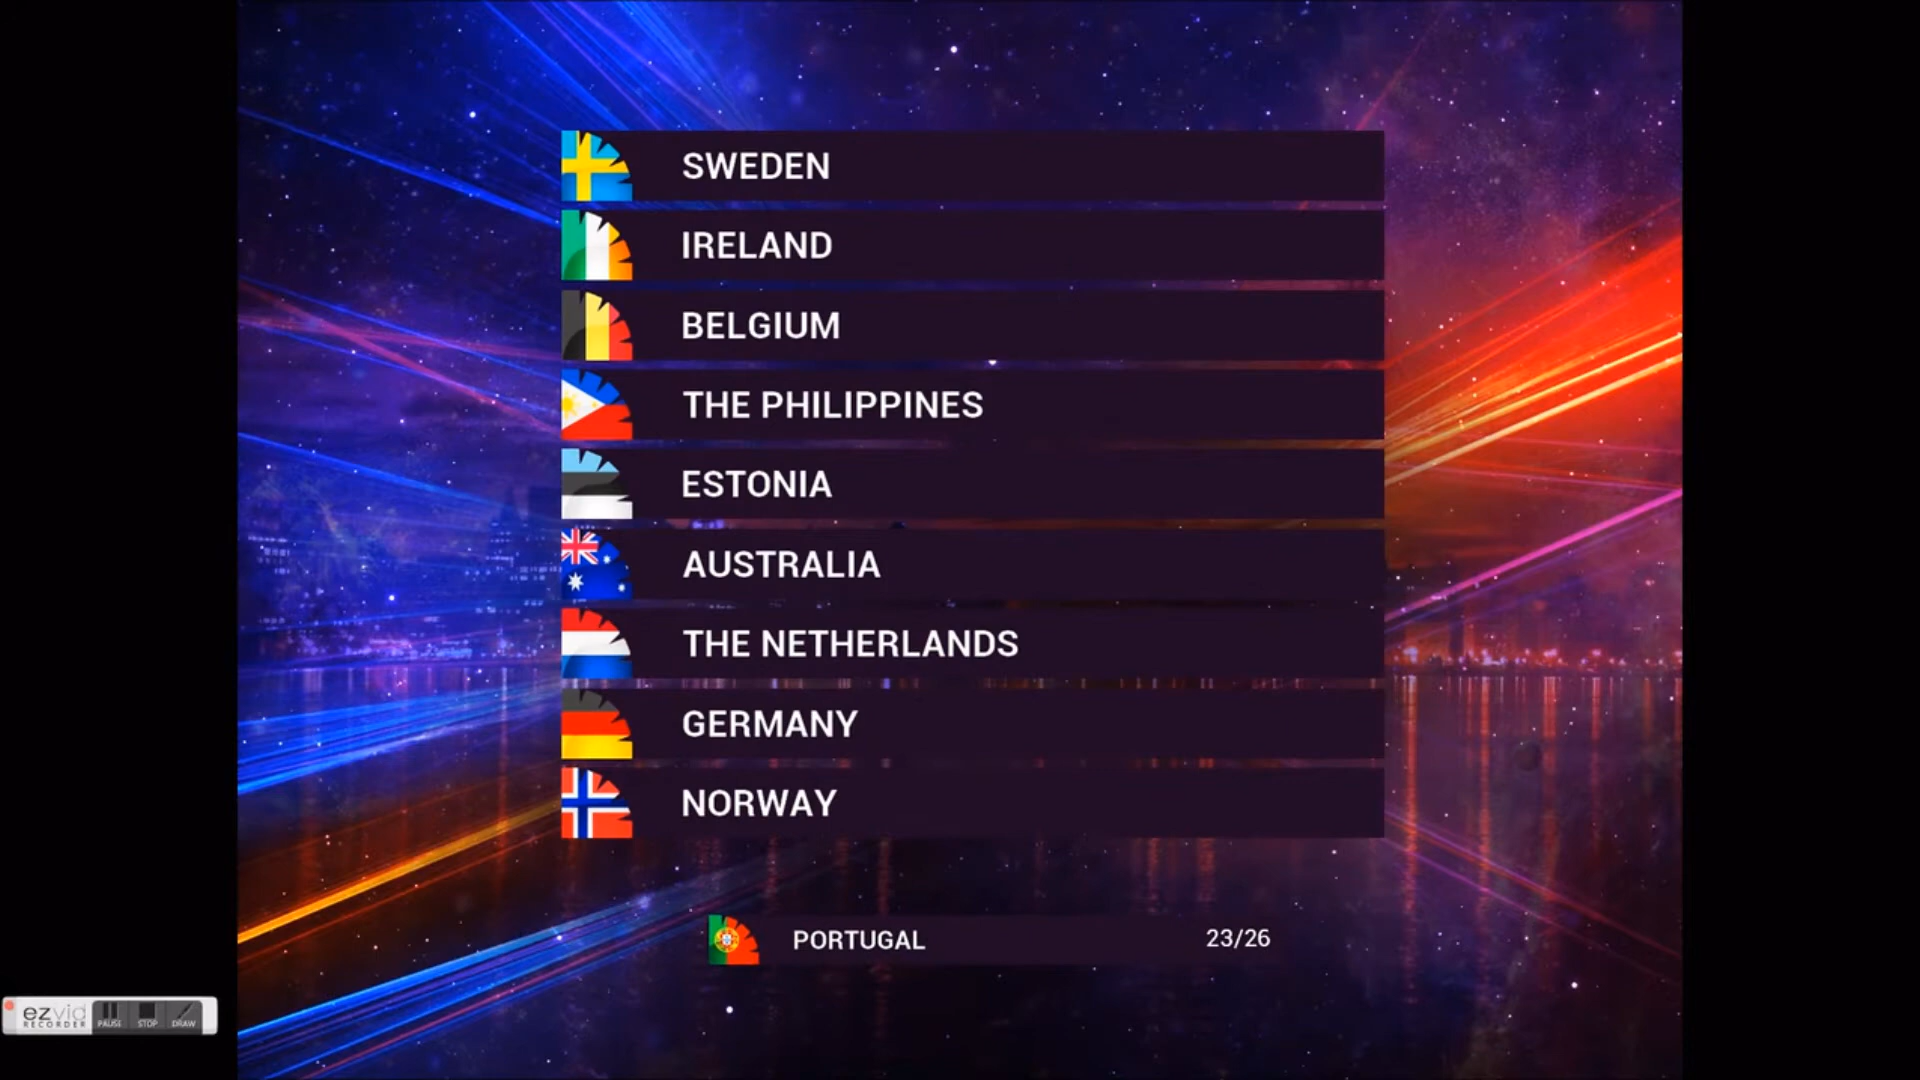 SWEDEN
IRELAND
BELGIUM
THE PHILIPPINES
ESTONIA
AUSTRALIA
THE NETHERLANDS
GERMANY
NORWAY
PORTUGAL 23/26
ezvid
RECORDER PAUSE STOP DRAW